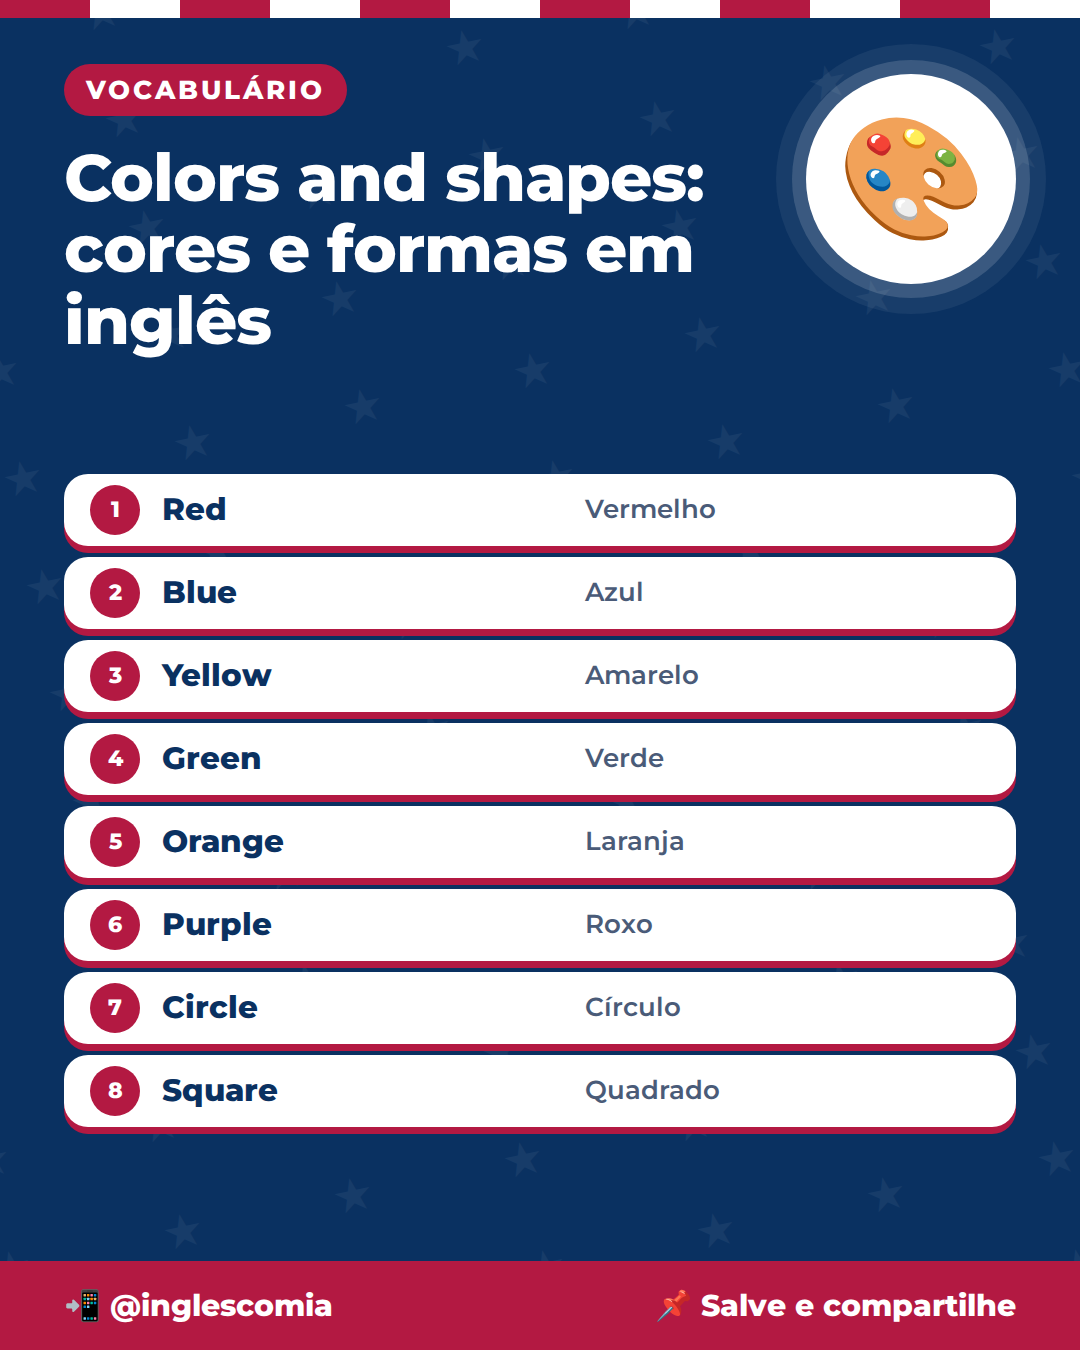 VOCABULÁRIO
Colors and shapes:
cores e formas em
inglês
1 Red Vermelho
2 Blue Azul
3 Yellow Amarelo
4 Green Verde
5 Orange Laranja
6 Purple Roxo
7 Circle Círculo
8 Square Quadrado
@inglescomia
Salve e compartilhe